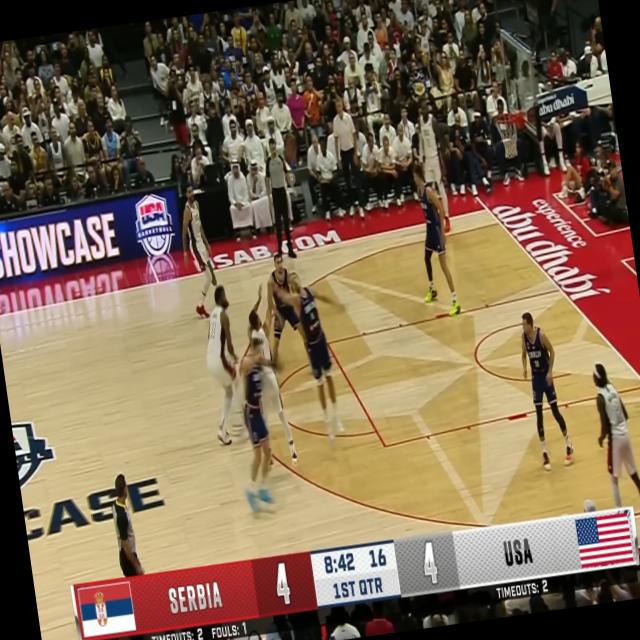 abu dhabi
SHOWCASE
USA
BASKETBALL
SAB
.COM
experience
abu dhabi
CASE
SERBIA
4
8:42 16
1ST QTR
4
USA
TIMEOUTS: 2 FOULS: 1
TIMEOUTS: 2